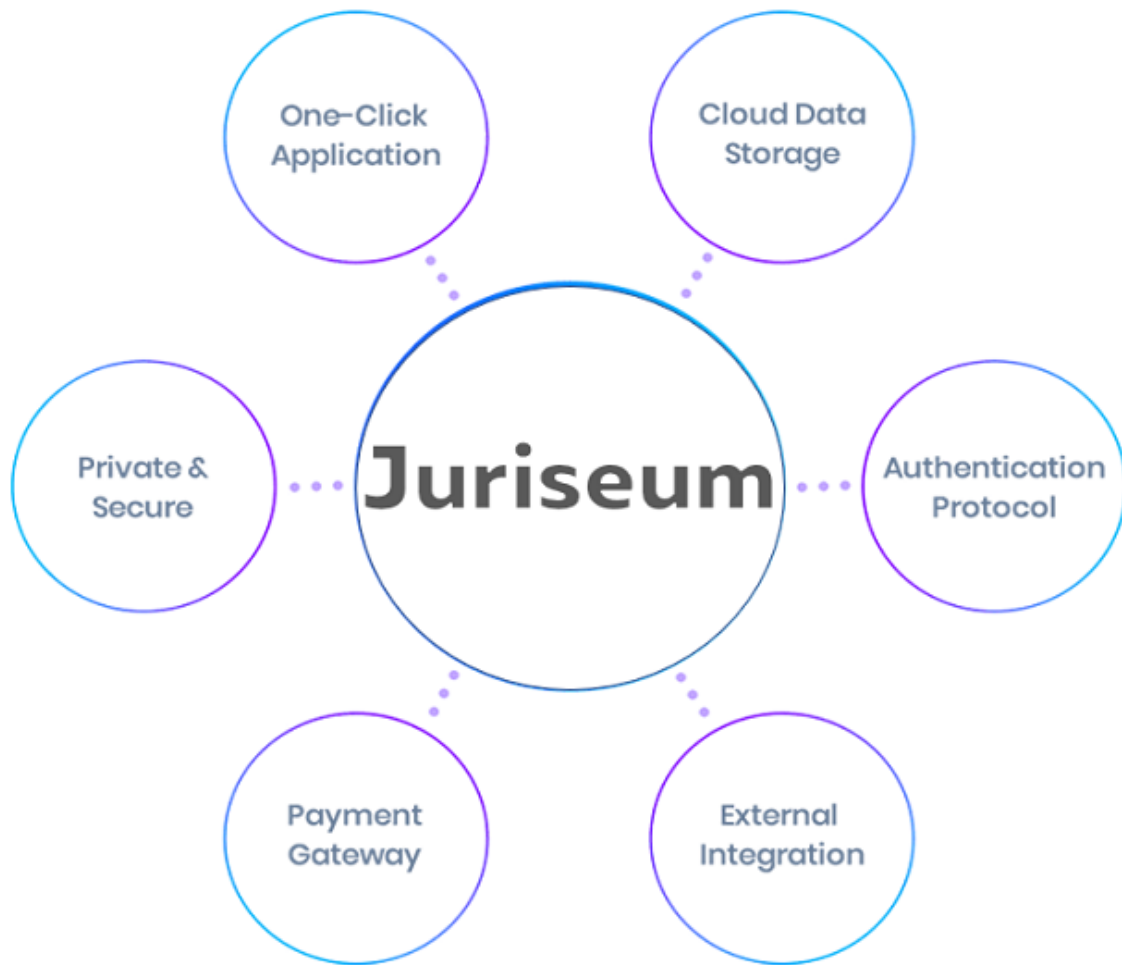 One-Click
Application
Cloud Data
Storage
Private &
Secure
Juriseum
Authentication
Protocol
Payment
Gateway
External
Integration